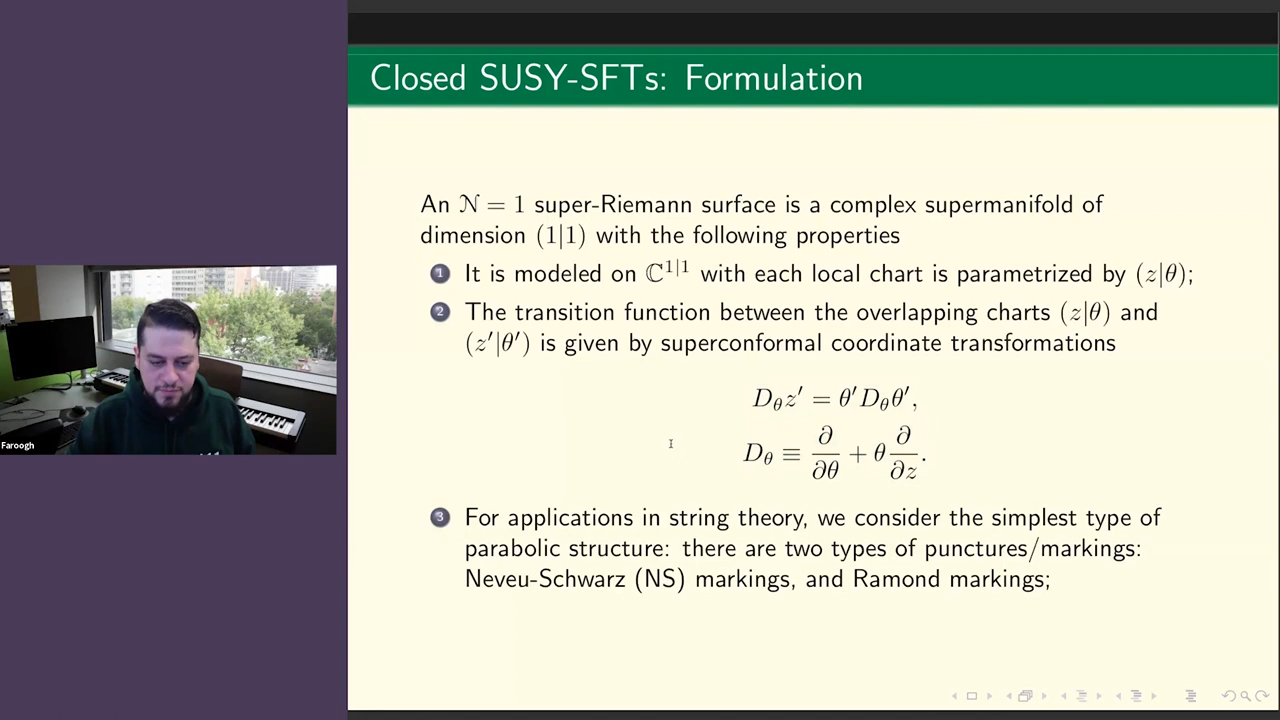 Closed SUSY-SFTs: Formulation
An 𝒩 = 1 super-Riemann surface is a complex supermanifold of
dimension (1|1) with the following properties
1 It is modeled on ℂ^{1|1} with each local chart is parametrized by (z|θ);
2 The transition function between the overlapping charts (z|θ) and
(z′|θ′) is given by superconformal coordinate transformations
D_θ z′ = θ′ D_θ θ′,
D_θ ≡ ∂/∂θ + θ ∂/∂z.
3 For applications in string theory, we consider the simplest type of
parabolic structure: there are two types of punctures/markings:
Neveu-Schwarz (NS) markings, and Ramond markings;
Faroogh